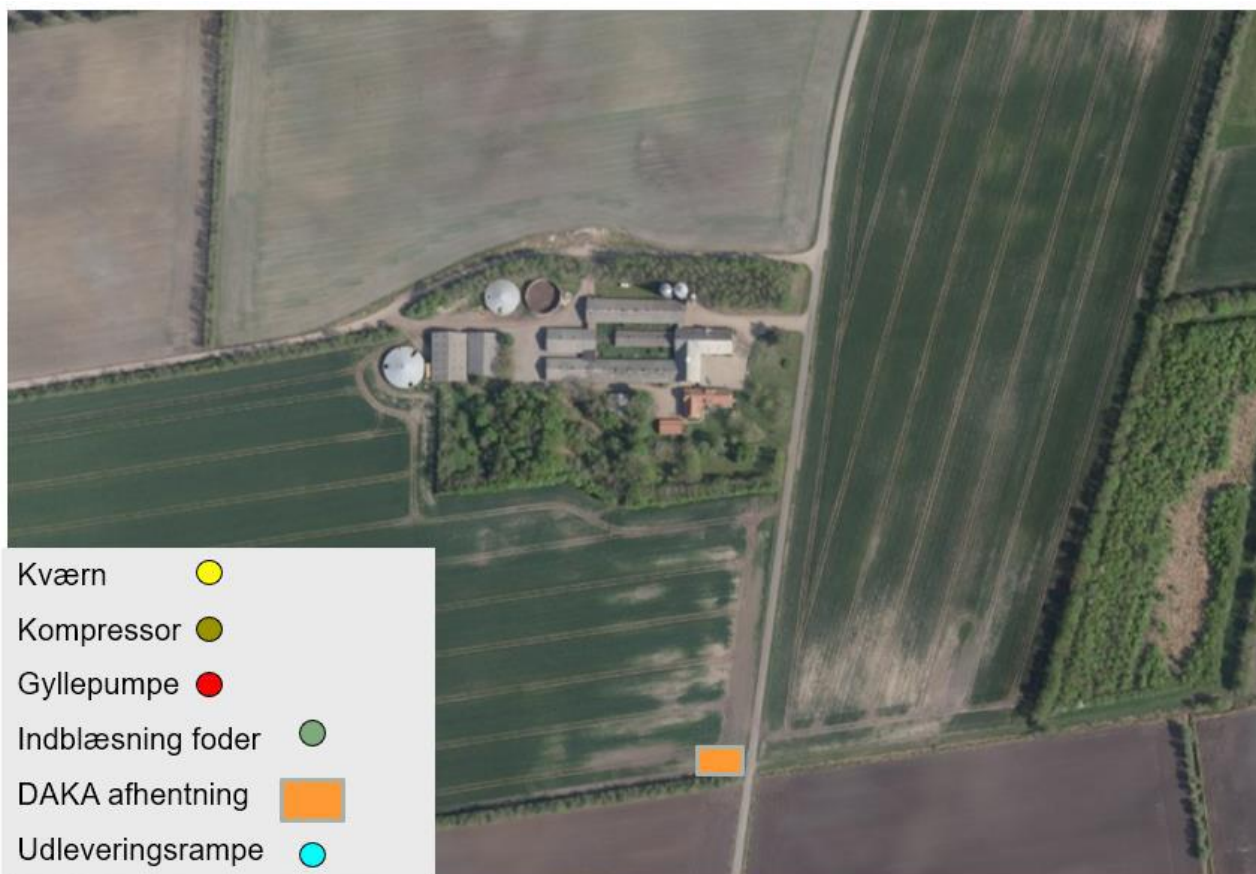 Kværn
Kompressor
Gyllepumpe
Indblæsning foder
DAKA afhentning
Udleveringsrampe